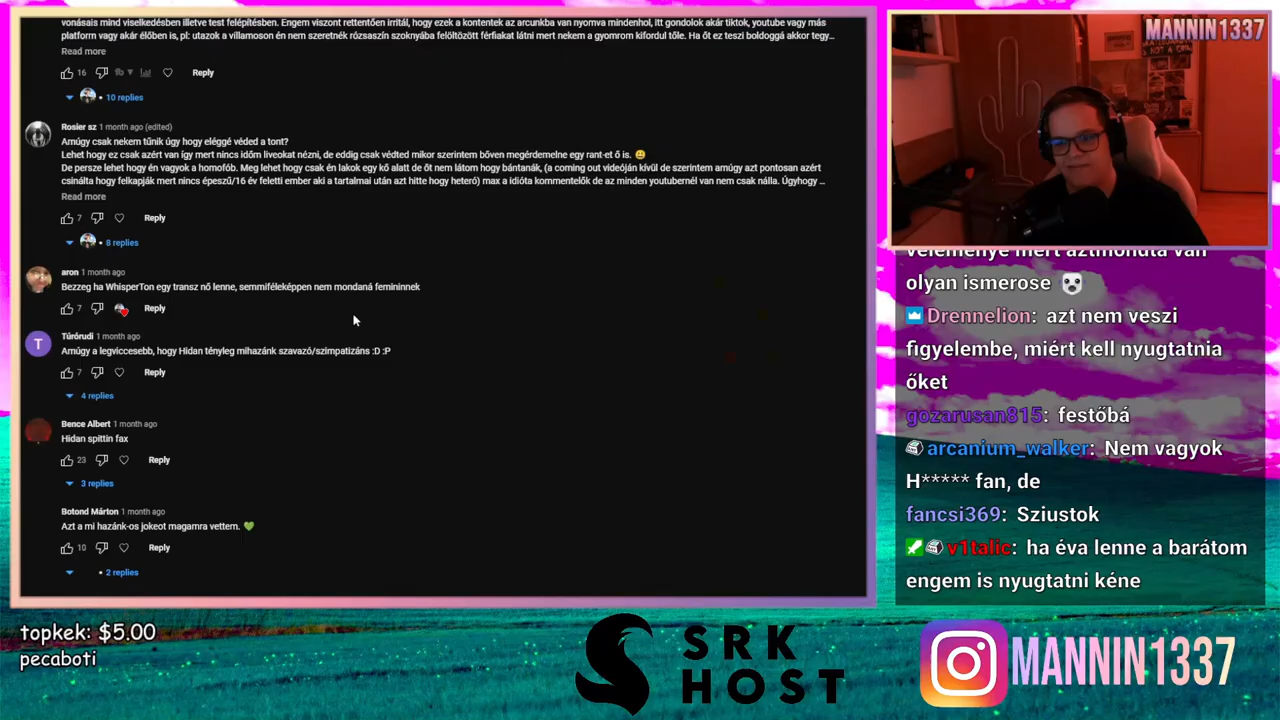 vonásais mind viselkedésben illetve test felépítésben. Engem viszont rettentően irritál, hogy ezek a kontentek az arcunkba van nyomva mindenhol, itt gondolok akár tiktok, youtube vagy más
platform vagy akár élőben is, pl: utazok a villamoson és nem szeretnék rózsaszín szoknyába felöltözött férfiakat látni mert nekem a gyomrom kifordul tőle. Ha őt ez teszi boldoggá akkor tegy...
Read more
16 Reply
10 replies
Rosier sz 1 month ago (edited)
Amúgy csak nekem tűnik úgy hogy eléggé véded a tont?
Lehet hogy ez csak azért van így mert nincs időm liveokat nézni, de eddig csak védted mikor szerintem bőven megérdemelne egy rant-et ő is. 😃
De persze lehet hogy én vagyok a homofób. Meg lehet hogy csak én lakok egy kő alatt de őt nem látom hogy bántanák, (a coming out videóján kívül de szerintem amúgy azt pontosan azért
csinálta hogy felkapják mert nincs épeszű/16 év feletti ember aki a tartalmai után azt hitte hogy heteró) max a idióta kommentelők de az minden youtubernél van nem csak nálla. Úgyhogy ...
Read more
7 Reply
8 replies
aron 1 month ago
Bezzeg ha WhisperTon egy transz nő lenne, semmiféleképpen nem mondaná femininnek
7 Reply
T Túrórudi 1 month ago
Amúgy a legviccesebb, hogy Hidan tényleg mihazánk szavazó/szimpatizáns :D :P
7 Reply
4 replies
Bence Albert 1 month ago
Hidan spittin fax
23 Reply
3 replies
Botond Márton 1 month ago
Azt a mi hazánk-os jokeot magamra vettem. 💚
10 Reply
2 replies
MANNIN1337
véleménye mert aztmondta van
olyan ismerose
Drennelion: azt nem veszi
figyelembe, miért kell nyugtatnia
őket
gozarusan815: festőbá
arcanium_walker: Nem vagyok
H***** fan, de
fancsi369: Sziustok
v1talic: ha éva lenne a barátom
engem is nyugtatni kéne
topkek: $5.00
pecaboti
SRK
HOST
MANNIN1337